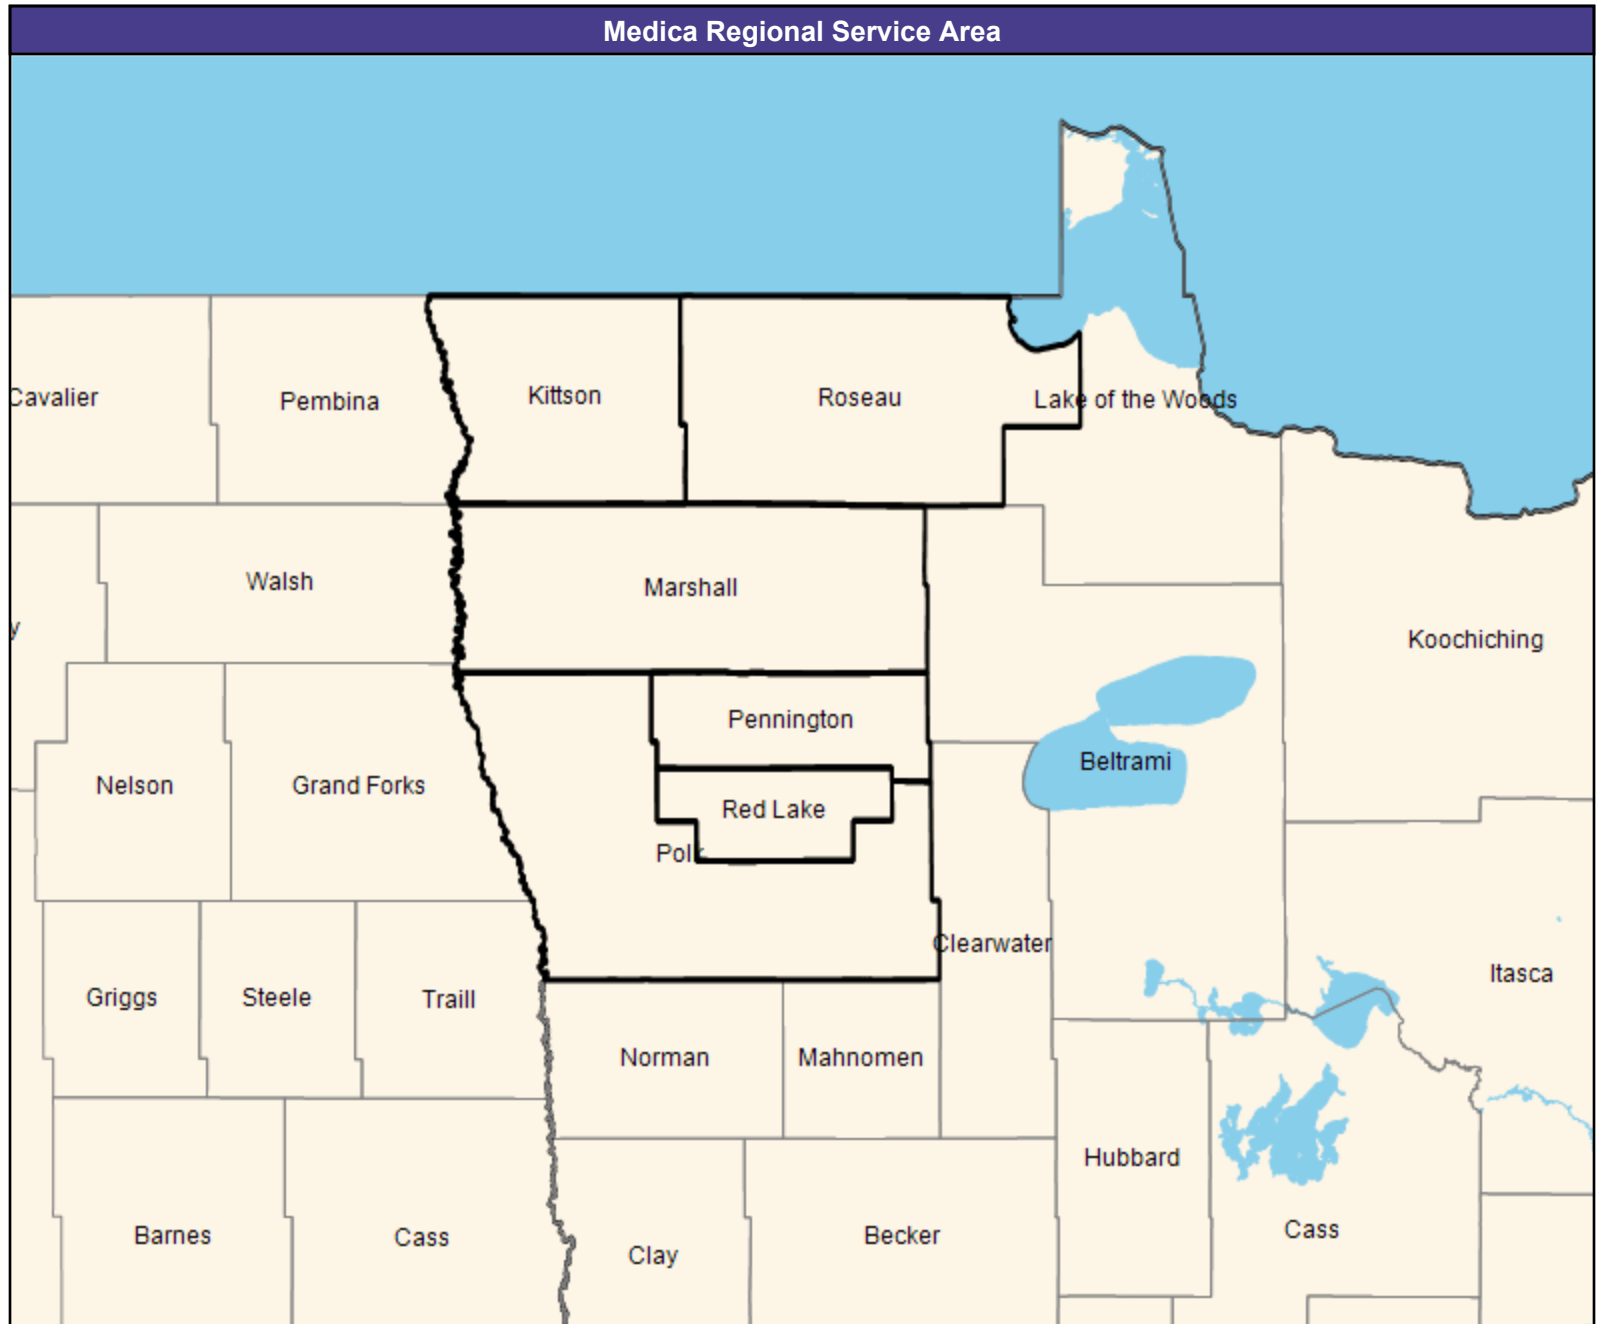 Medica Regional Service Area
Cavalier
Pembina
Kittson
Roseau
Lake of the Woods
Walsh
Marshall
y
Koochiching
Pennington
Beltrami
Nelson
Grand Forks
Red Lake
Polk
Clearwater
Itasca
Griggs
Steele
Traill
Norman
Mahnomen
Hubbard
Barnes
Cass
Clay
Becker
Cass